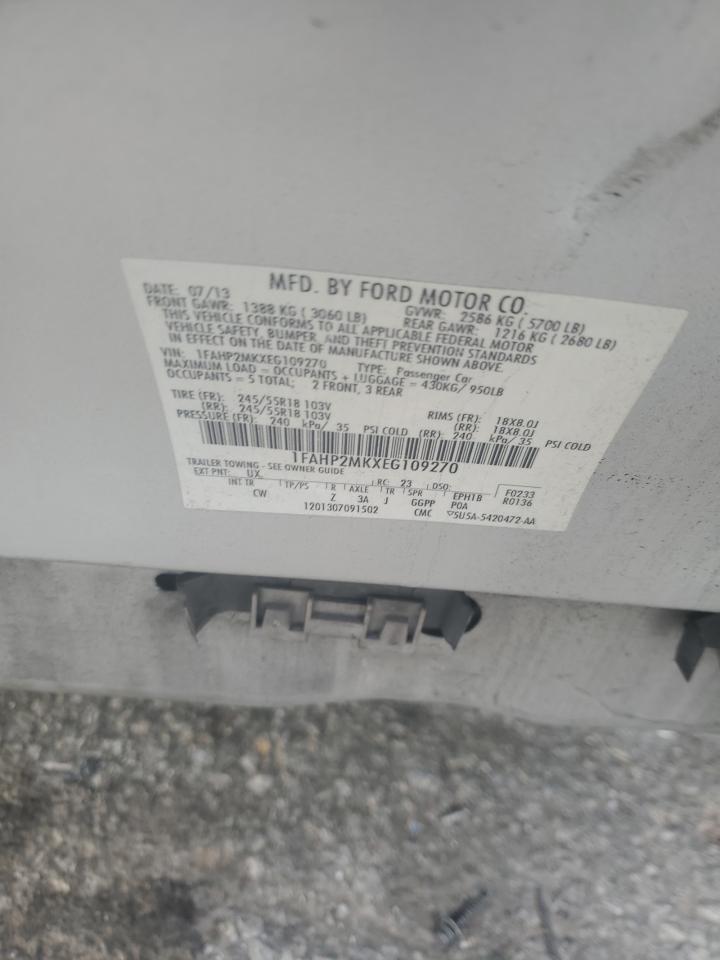 MFD. BY FORD MOTOR CO.
DATE: 07/13 GVWR: 2586 KG ( 5700 LB)
FRONT GAWR: 1388 KG ( 3060 LB) REAR GAWR: 1216 KG ( 2680 LB)
THIS VEHICLE CONFORMS TO ALL APPLICABLE FEDERAL MOTOR
VEHICLE SAFETY, BUMPER, AND THEFT PREVENTION STANDARDS
IN EFFECT ON THE DATE OF MANUFACTURE SHOWN ABOVE.
VIN: 1FAHP2MKXEG109270 TYPE: Passenger Car
MAXIMUM LOAD = OCCUPANTS + LUGGAGE = 430KG/ 950LB
OCCUPANTS = 5 TOTAL; 2 FRONT, 3 REAR
TIRE (FR): 245/55R18 103V RIMS (FR): 18X8.0J
(RR): 245/55R18 103V (RR): 18X8.0J
PRESSURE (FR): 240 kPa/ 35 PSI COLD (RR): 240 kPa/ 35 PSI COLD
1FAHP2MKXEG109270
TRAILER TOWING - SEE OWNER GUIDE
EXT PNT: UX RC: 23 DSO: F0233
INT TR TP/PS R AXLE TR SPR EPH1B R0136
CW Z 3A J GGPP P0A
1201307091502 CMC ▽5U5A-5420472-AA